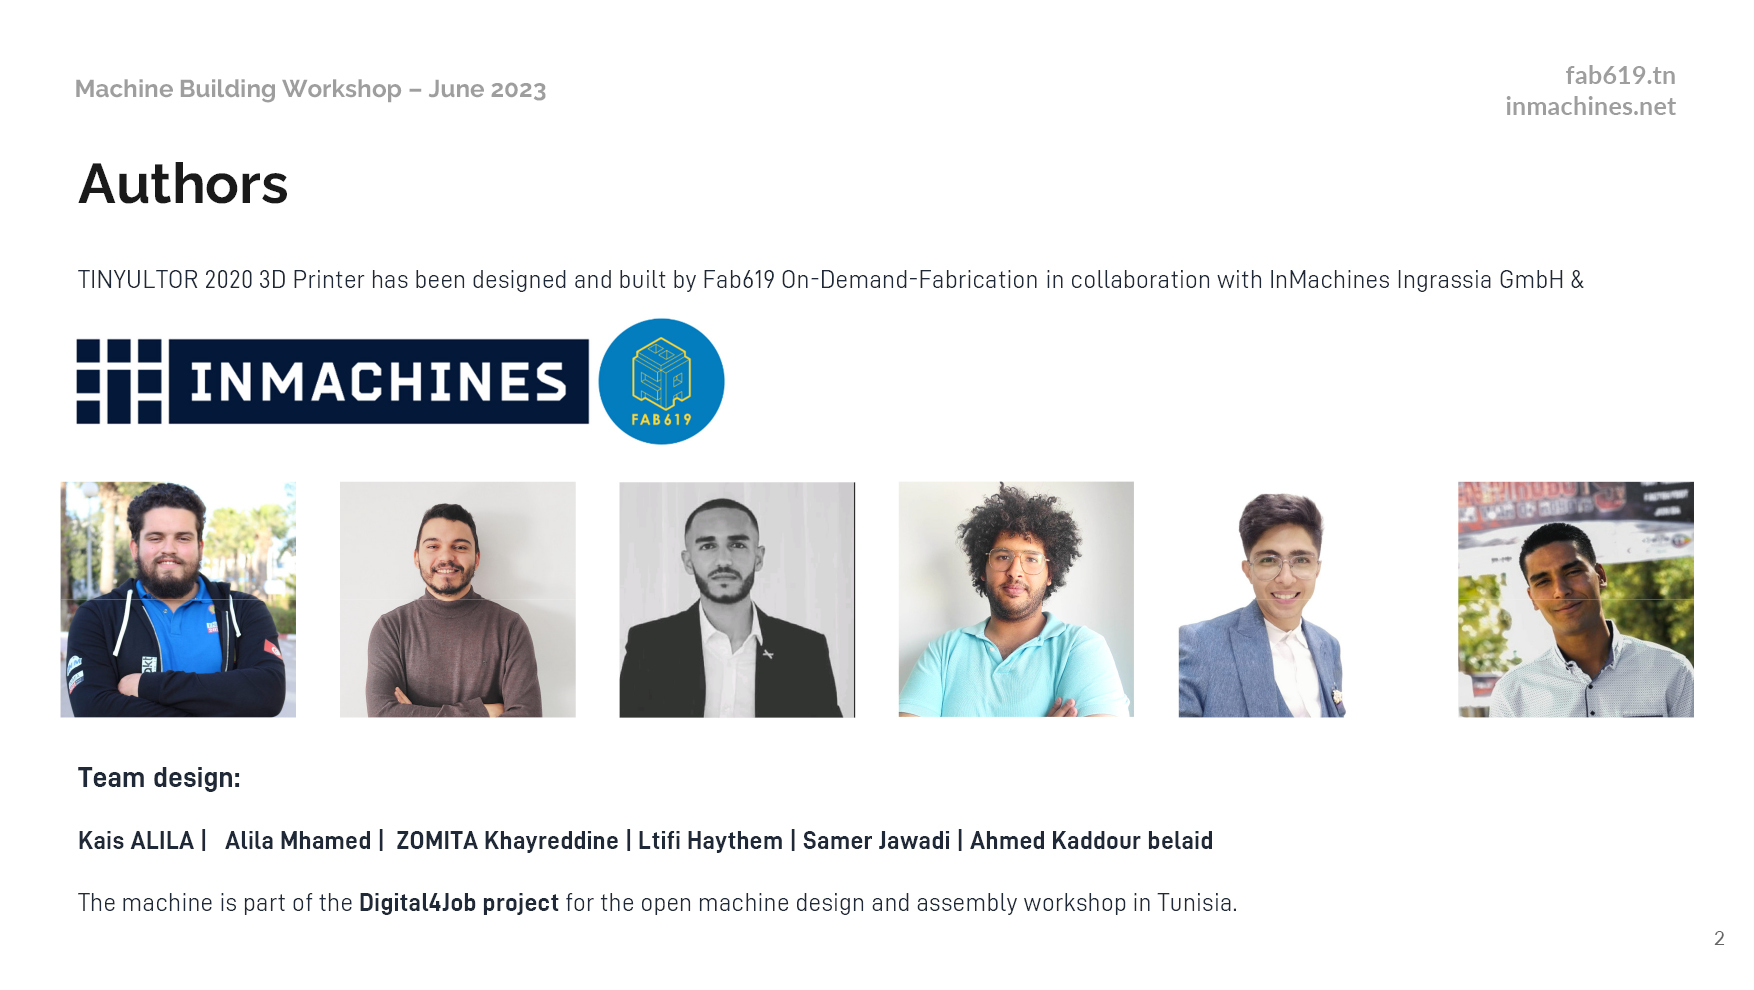 Machine Building Workshop – June 2023
fab619.tn
inmachines.net
Authors
TINYULTOR 2020 3D Printer has been designed and built by Fab619 On-Demand-Fabrication in collaboration with InMachines Ingrassia GmbH &
INMACHINES
FAB619
Team design:
Kais ALILA | Alila Mhamed | ZOMITA Khayreddine | Ltifi Haythem | Samer Jawadi | Ahmed Kaddour belaid
The machine is part of the Digital4Job project for the open machine design and assembly workshop in Tunisia.
2